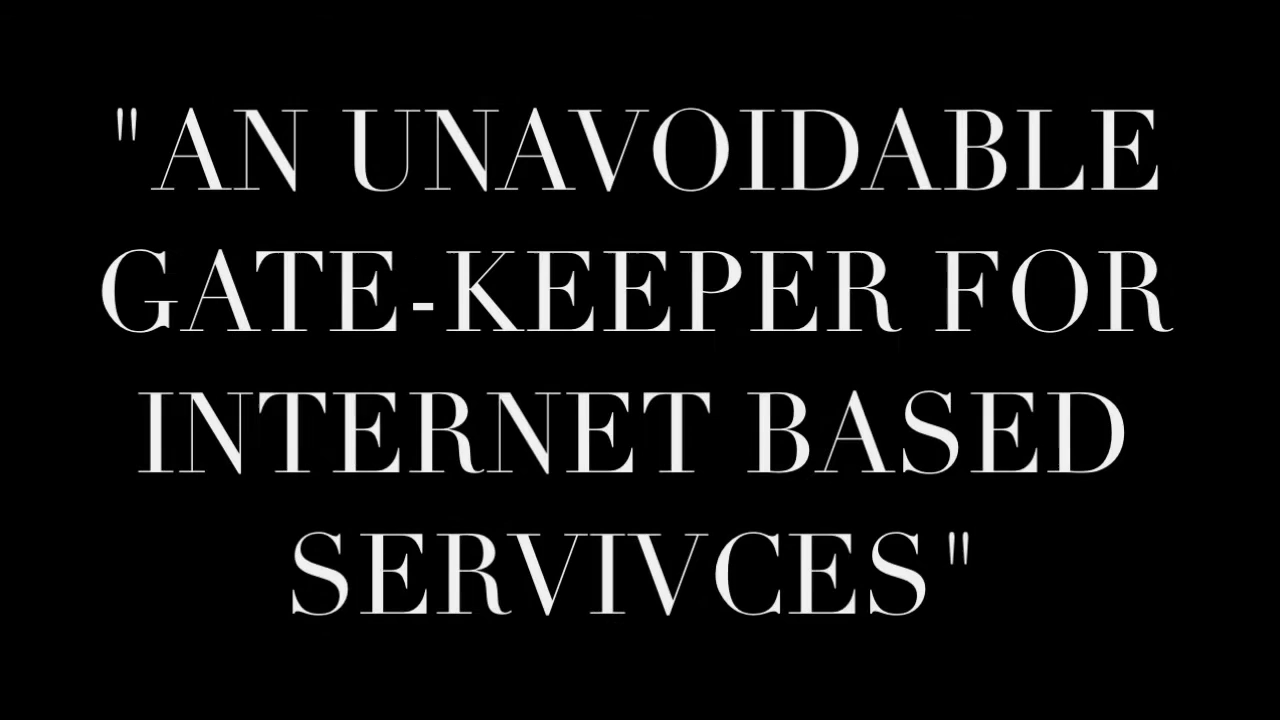 "AN UNAVOIDABLE
GATE-KEEPER FOR
INTERNET BASED
SERVIVCES"